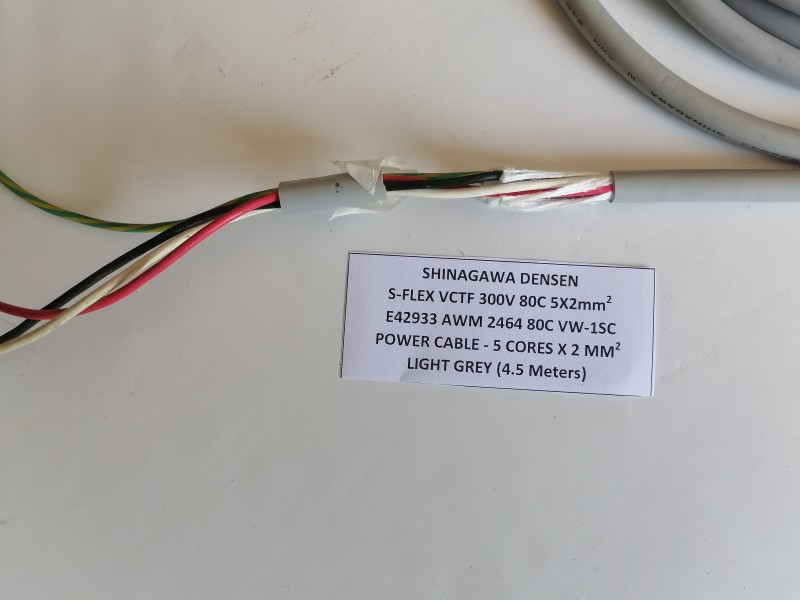 SHINAGAWA
SHINAGAWA DENSEN
S-FLEX VCTF 300V 80C 5X2mm²
E42933 AWM 2464 80C VW-1SC
POWER CABLE - 5 CORES X 2 MM²
LIGHT GREY (4.5 Meters)